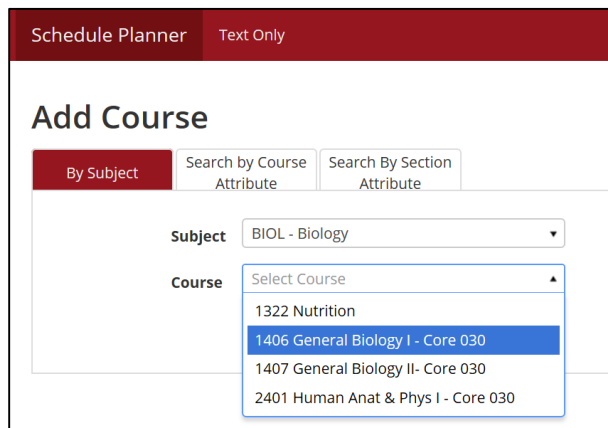 Schedule Planner Text Only
Add Course
By Subject
Search by Course
Attribute
Search By Section
Attribute
Subject BIOL - Biology
Course Select Course
1322 Nutrition
1406 General Biology I - Core 030
1407 General Biology II- Core 030
2401 Human Anat & Phys I - Core 030